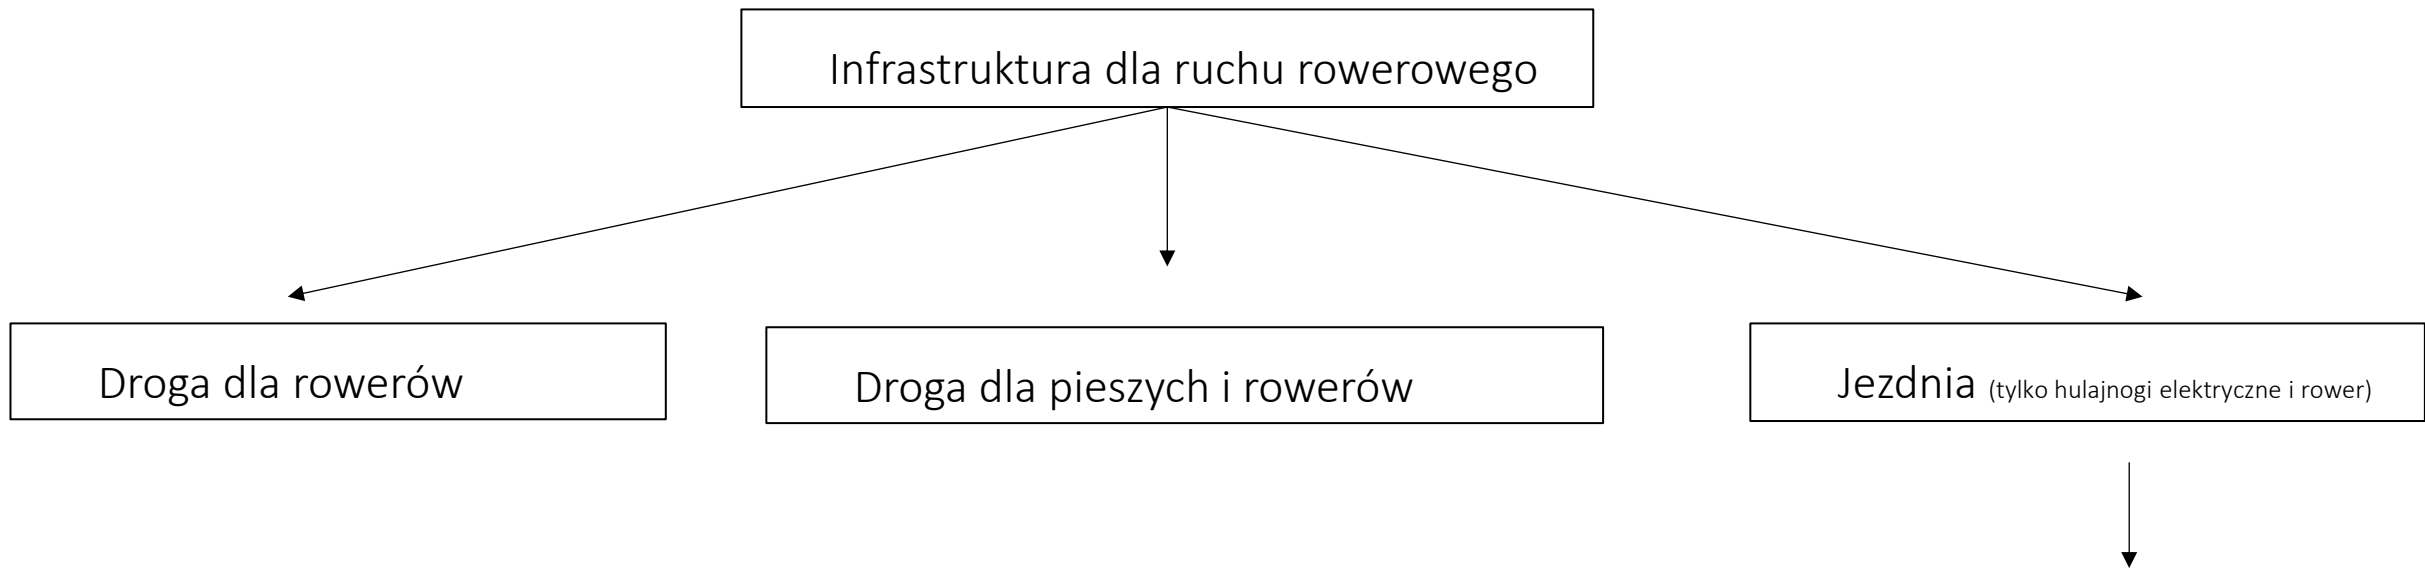 Infrastruktura dla ruchu rowerowego
Droga dla rowerów
Droga dla pieszych i rowerów
Jezdnia (tylko hulajnogi elektryczne i rower)